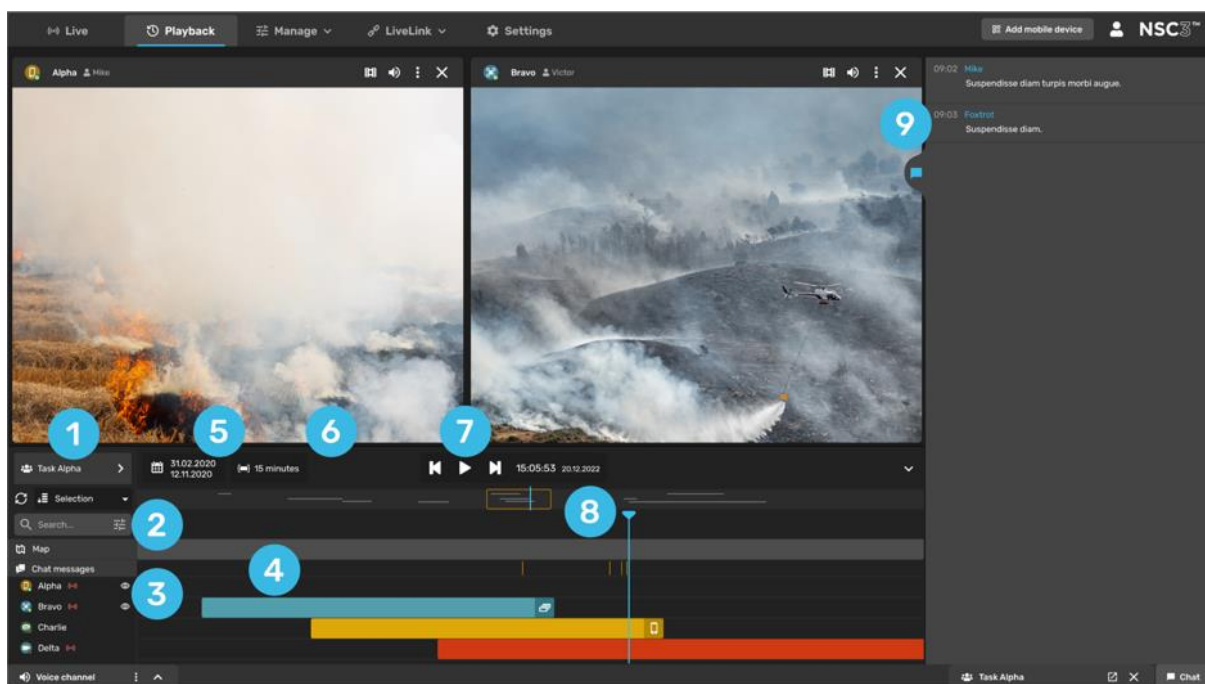 Live
Playback
Manage
LiveLink
Settings
Add mobile device
NSC3™
Alpha Mike
Bravo Victor
09:02 Mike
Suspendisse diam turpis morbi augue.
09:03 Foxtrot
Suspendisse diam.
9
1
5
6
7
Task Alpha
31.02.2020
12.11.2020
15 minutes
15:05:53 20.12.2022
Selection
8
Search...
2
Map
Chat messages
4
Alpha
3
Bravo
Charlie
Delta
Voice channel
Task Alpha
Chat